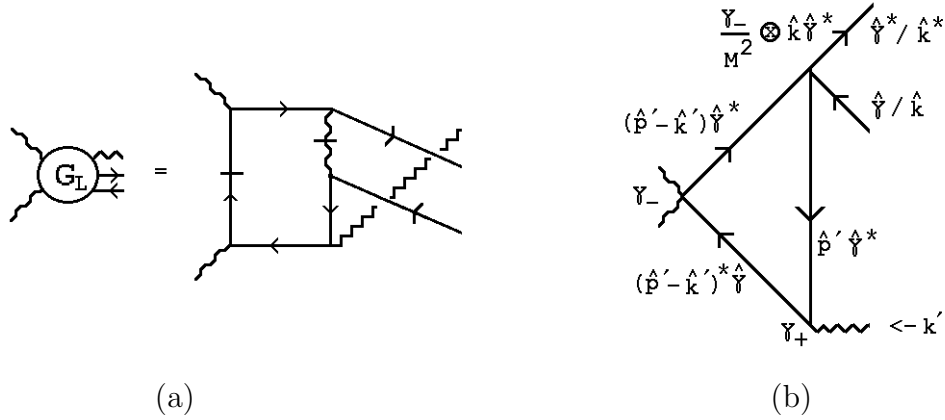 G_L =
(a)
γ_-/M² ⊗ k̂ γ̂*
γ̂*/ k̂*
γ̂ / k̂
(p̂′-k̂′)γ̂*
γ_-
p̂′ γ̂*
(p̂′-k̂′)*γ̂
γ_+
<- k′
(b)